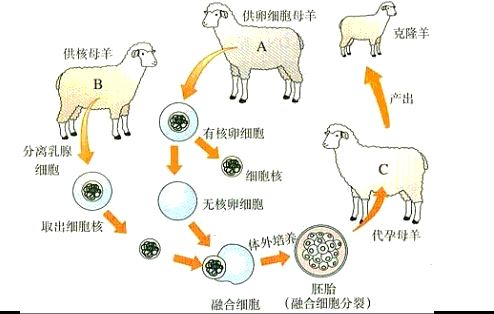 供卵细胞母羊
克隆羊
供核母羊
A
B
产出
有核卵细胞
分离乳腺
细胞
细胞核
C
无核卵细胞
取出细胞核
代孕母羊
体外培养
胚胎
融合细胞
(融合细胞分裂)